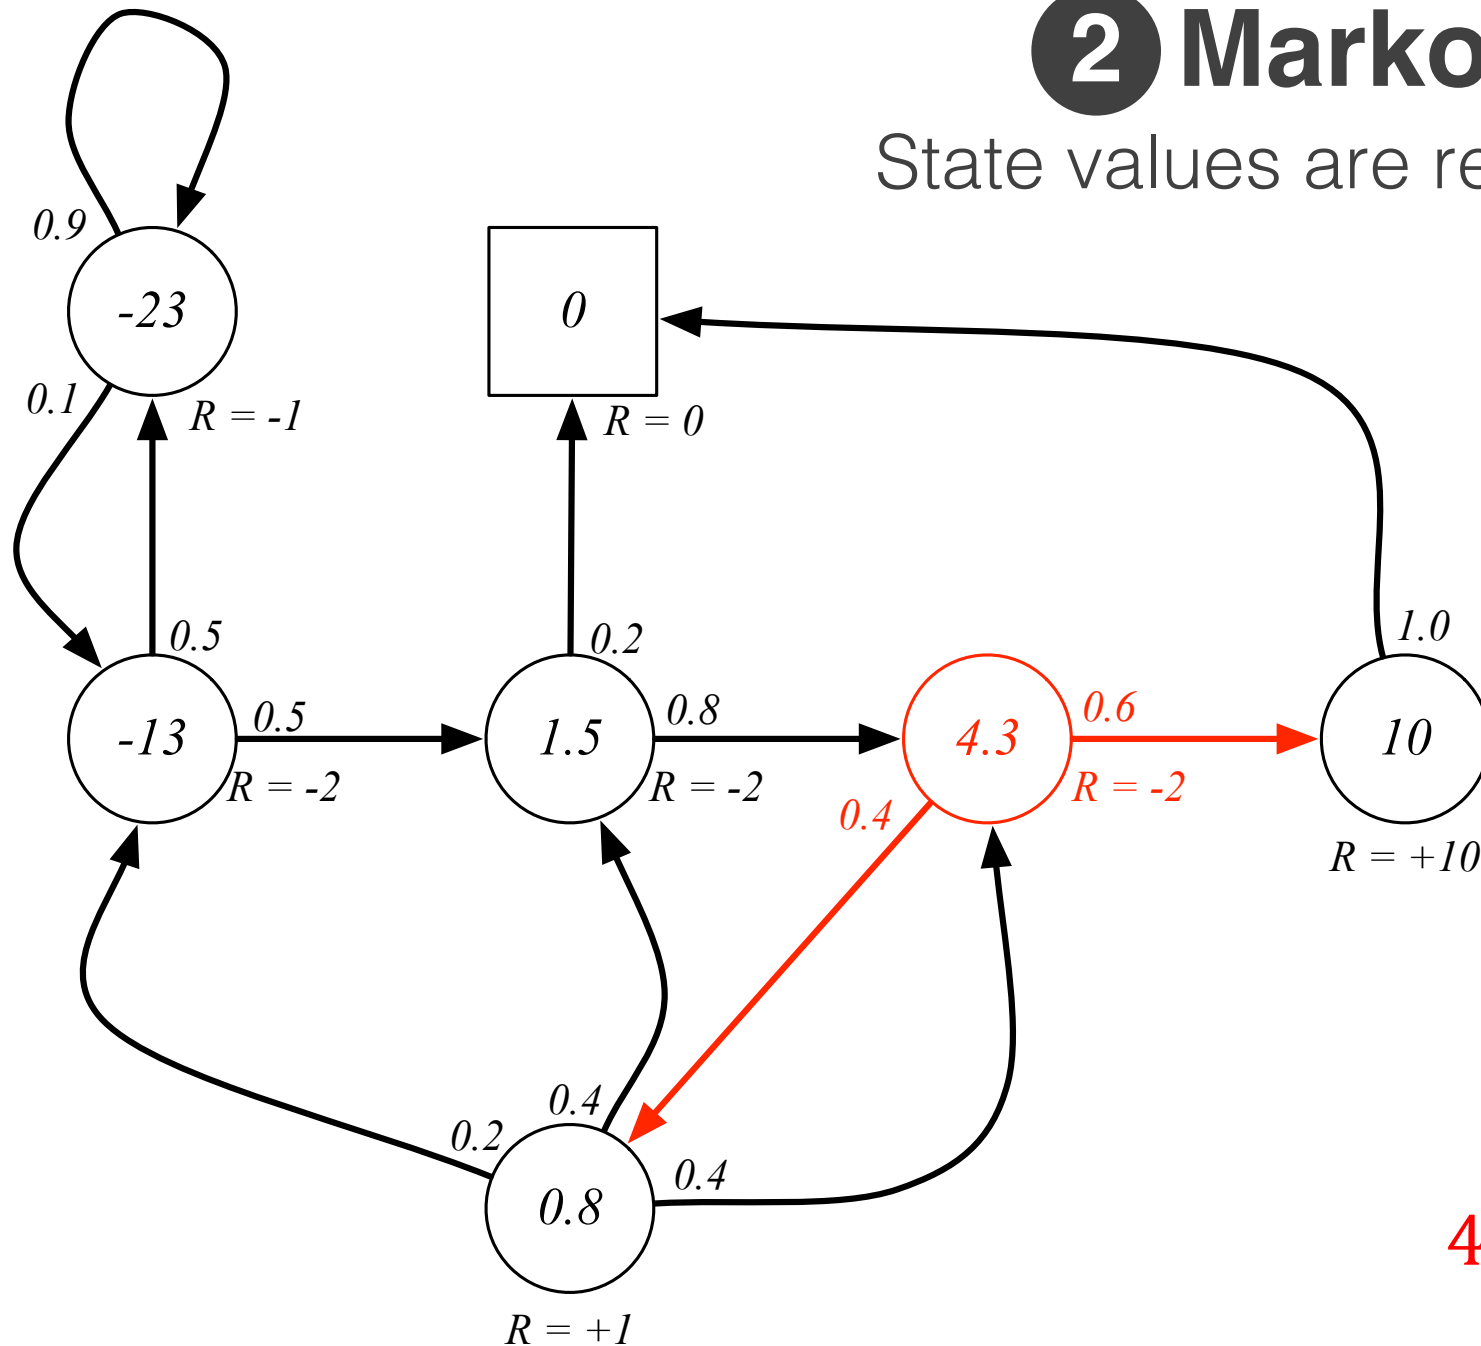 2 Marko
State values are re
0.9
-23
0
0.1
R = -1
R = 0
0.5
0.2
1.0
0.5
0.8
0.6
-13
1.5
4.3
10
R = -2
R = -2
R = -2
0.4
R = +10
0.4
0.2
0.4
0.8
4
R = +1